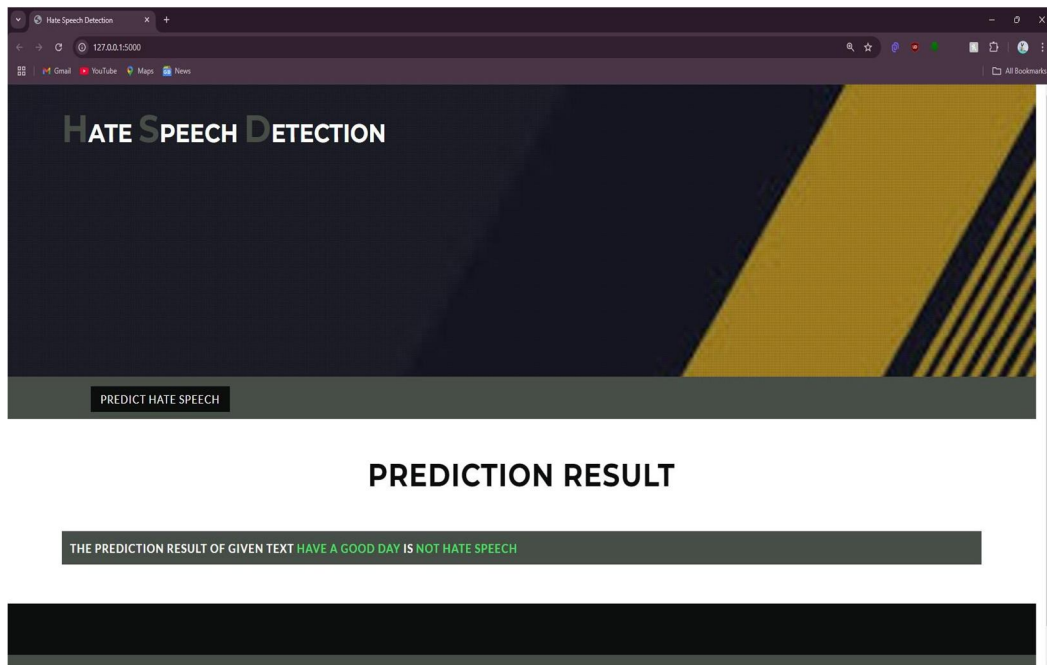 Hate Speech Detection
127.0.0.1:5000
Gmail YouTube Maps News All Bookmarks
HATE SPEECH DETECTION
PREDICT HATE SPEECH
PREDICTION RESULT
THE PREDICTION RESULT OF GIVEN TEXT HAVE A GOOD DAY IS NOT HATE SPEECH